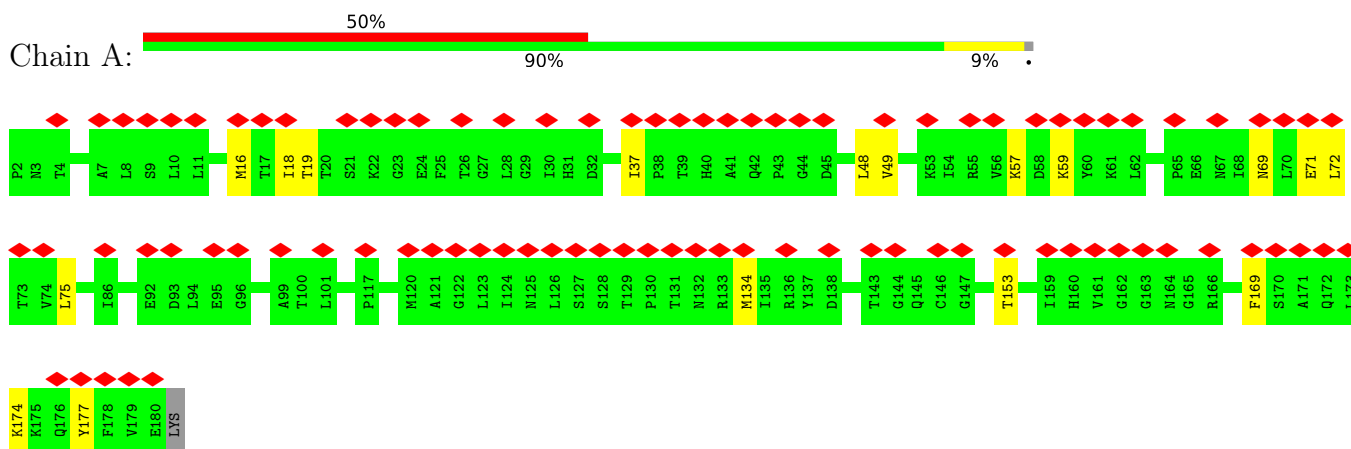 50%
Chain A:
90% 9% •
P2 N3 T4 A7 L8 S9 L10 L11 M16 T17 I18 T19 T20 S21 K22 G23 E24 F25 T26 G27 L28 G29 I30 H31 D32 I37 P38 T39 H40 A41 Q42 P43 G44 D45 L48 V49 K53 I54 R55 V56 K57 D58 K59 Y60 K61 L62 P65 E66 N67 I68 N69 L70 E71 L72
T73 V74 L75 I86 E92 D93 L94 E95 G96 A99 T100 L101 P117 M120 A121 G122 L123 I124 N125 L126 S127 S128 T129 P130 T131 N132 R133 M134 I135 R136 Y137 D138 T143 G144 Q145 C146 G147 T153 I159 H160 V161 G162 G163 N164 G165 R166 F169 S170 A171 Q172 L173
K174 K175 Q176 Y177 F178 V179 E180 LYS